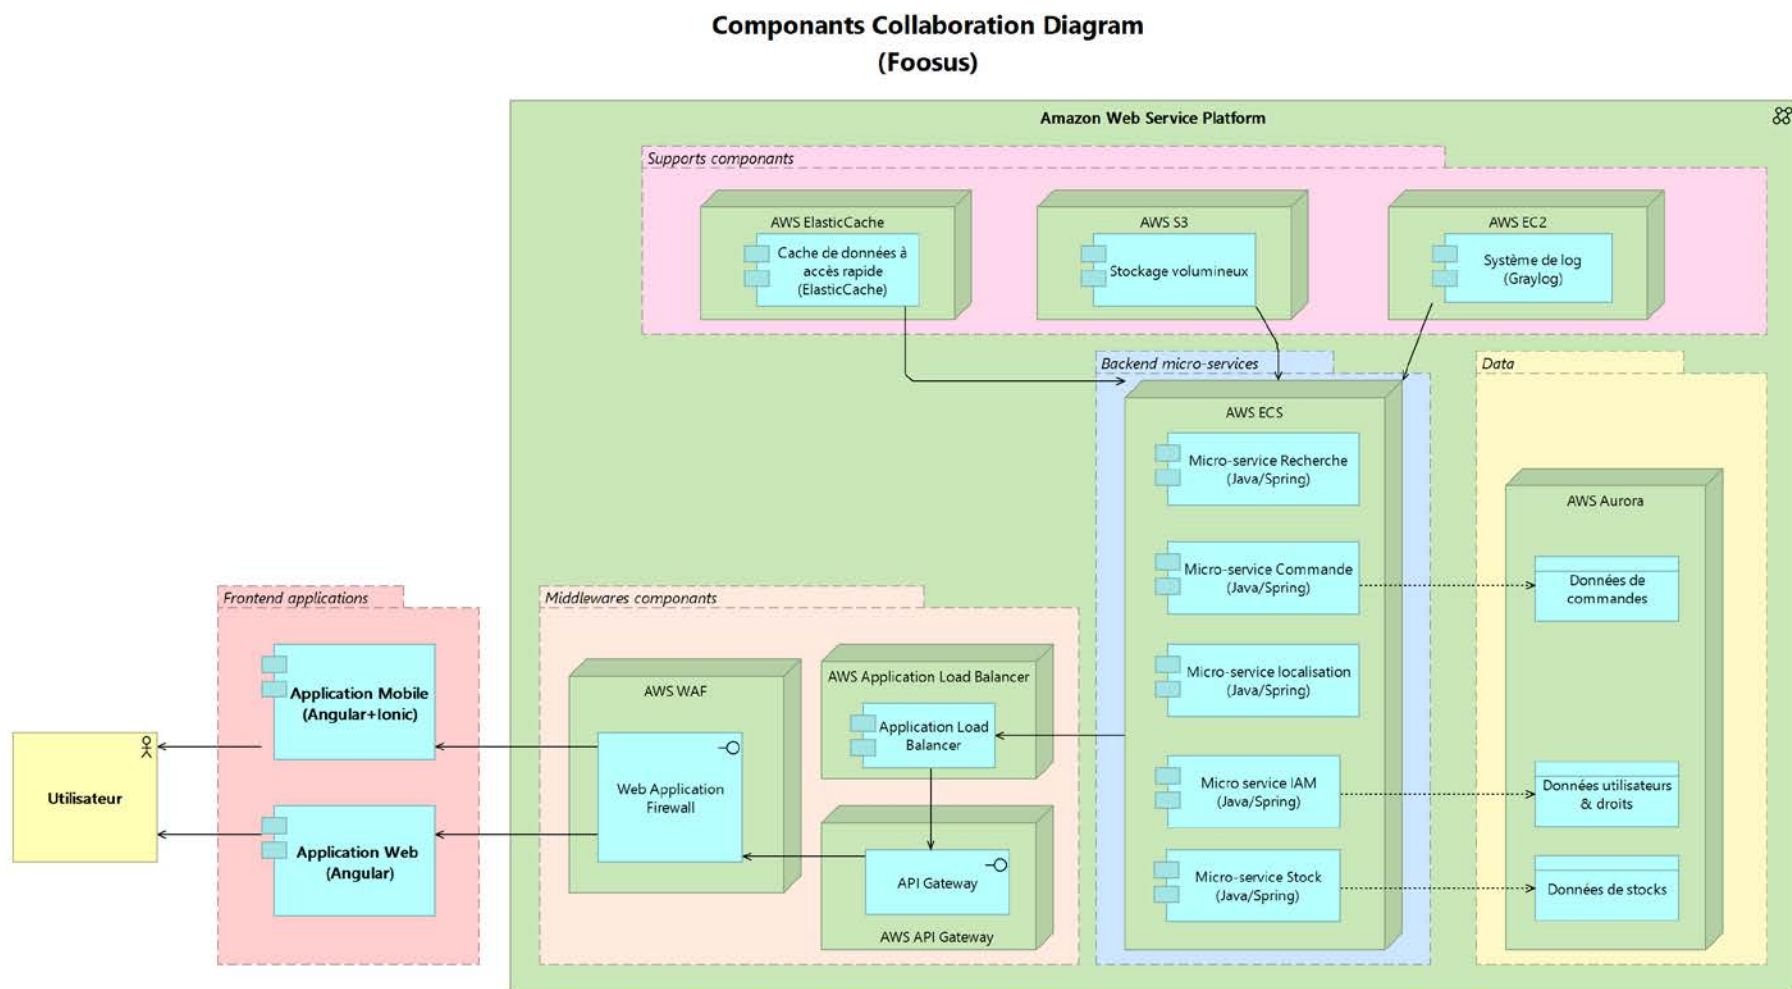 Componants Collaboration Diagram
(Foosus)
Amazon Web Service Platform
Supports componants
AWS ElasticCache
Cache de données à
accès rapide
(ElasticCache)
AWS S3
Stockage volumineux
AWS EC2
Système de log
(Graylog)
Backend micro-services
AWS ECS
Micro-service Recherche
(Java/Spring)
Micro-service Commande
(Java/Spring)
Micro-service localisation
(Java/Spring)
Micro service IAM
(Java/Spring)
Micro-service Stock
(Java/Spring)
Data
AWS Aurora
Données de
commandes
Données utilisateurs
& droits
Données de stocks
Middlewares componants
AWS WAF
Web Application
Firewall
AWS Application Load Balancer
Application Load
Balancer
API Gateway
AWS API Gateway
Frontend applications
Application Mobile
(Angular+Ionic)
Application Web
(Angular)
Utilisateur